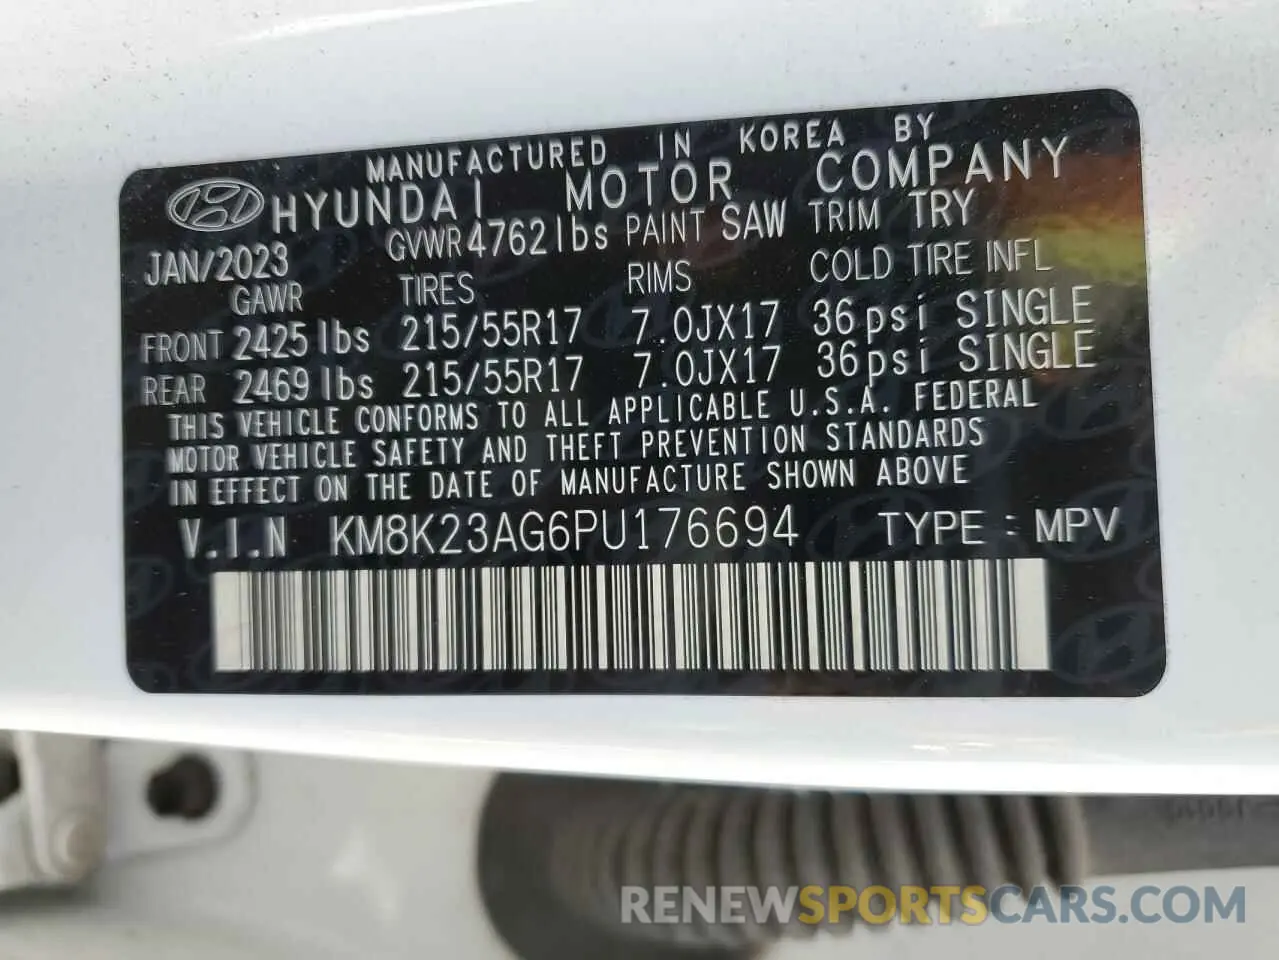 MANUFACTURED IN KOREA BY
HYUNDAI MOTOR COMPANY
JAN/2023 GVWR 4762 lbs PAINT SAW TRIM TRY
GAWR TIRES RIMS COLD TIRE INFL
FRONT 2425 lbs 215/55R17 7.0JX17 36psi SINGLE
REAR 2469 lbs 215/55R17 7.0JX17 36psi SINGLE
THIS VEHICLE CONFORMS TO ALL APPLICABLE U.S.A. FEDERAL
MOTOR VEHICLE SAFETY AND THEFT PREVENTION STANDARDS
IN EFFECT ON THE DATE OF MANUFACTURE SHOWN ABOVE
V.I.N KM8K23AG6PU176694 TYPE : MPV
RENEWSPORTSCARS.COM